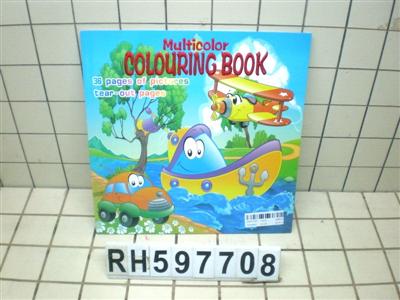 Multicolor
COLOURING BOOK
36 pages of pictures
tear-out pages
RH597708